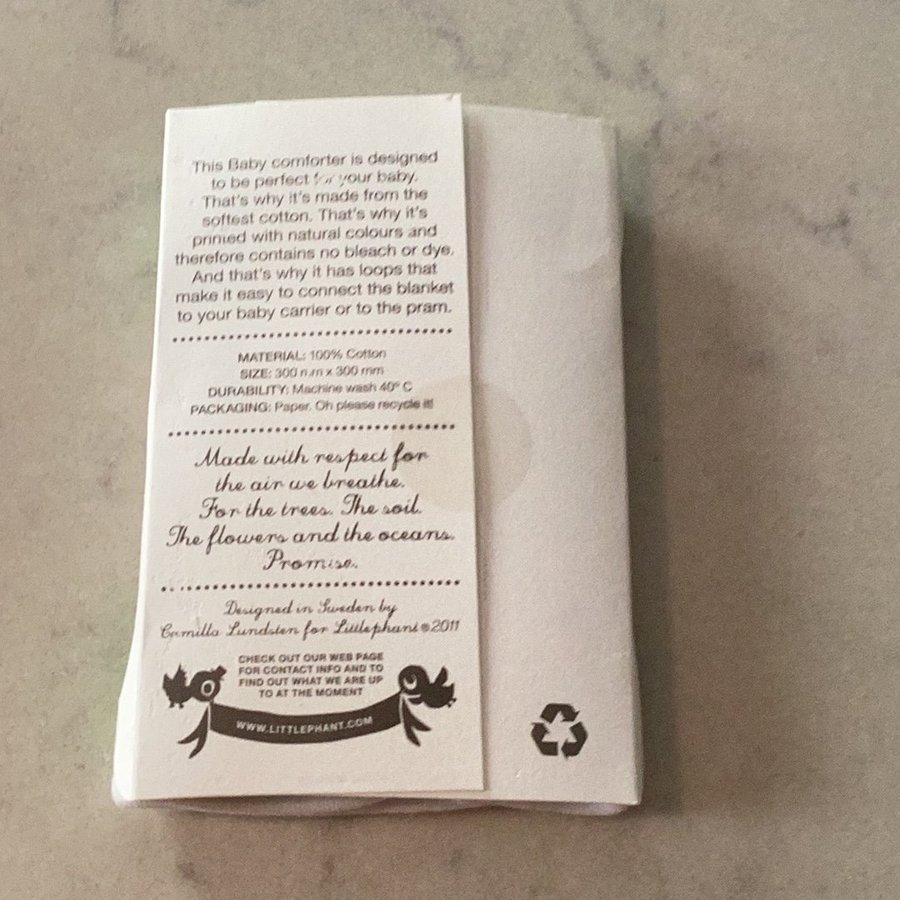 This Baby comforter is designed
to be perfect for your baby.
That's why it's made from the
softest cotton. That's why it's
printed with natural colours and
therefore contains no bleach or dye.
And that's why it has loops that
make it easy to connect the blanket
to your baby carrier or to the pram.
MATERIAL: 100% Cotton
SIZE: 300 mm x 300 mm
DURABILITY: Machine wash 40° C
PACKAGING: Paper. Oh please recycle it!
Made with respect for
the air we breathe.
For the trees. The soil.
The flowers and the oceans.
Promise.
Designed in Sweden by
Camilla Lundsten for Littlephant®2011
CHECK OUT OUR WEB PAGE
FOR CONTACT INFO AND TO
FIND OUT WHAT WE ARE UP
TO AT THE MOMENT
WWW.LITTLEPHANT.COM